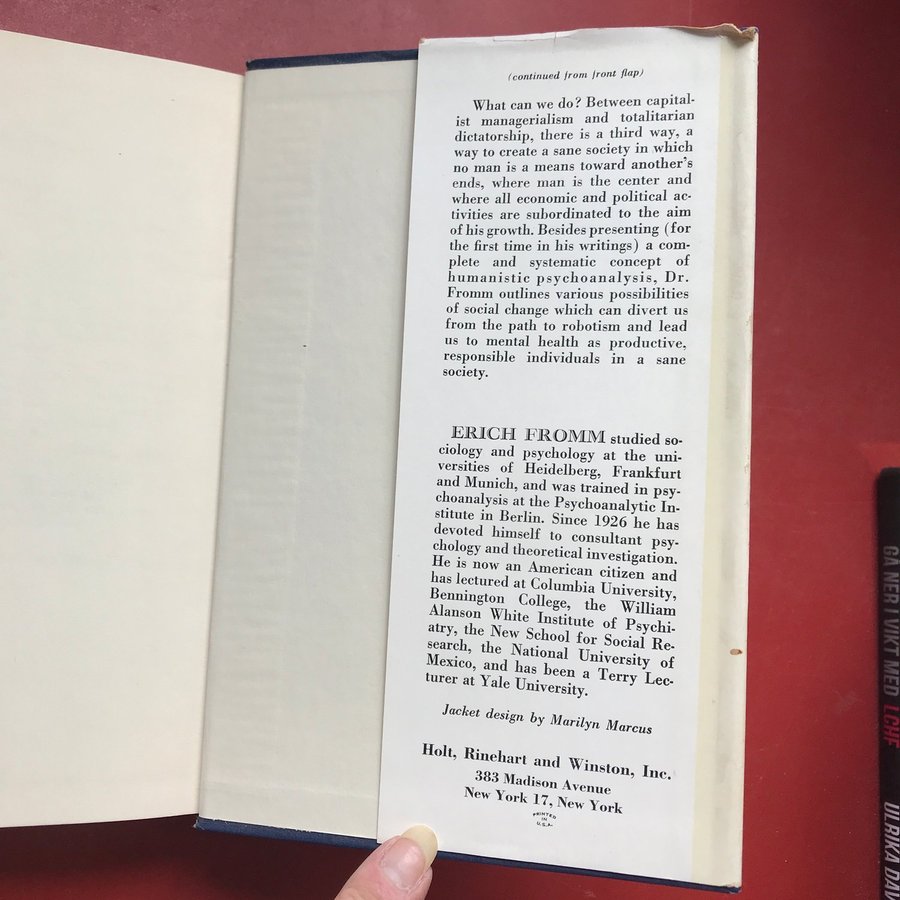 (continued from front flap)
What can we do? Between capital-
ist managerialism and totalitarian
dictatorship, there is a third way, a
way to create a sane society in which
no man is a means toward another's
ends, where man is the center and
where all economic and political ac-
tivities are subordinated to the aim
of his growth. Besides presenting (for
the first time in his writings) a com-
plete and systematic concept of
humanistic psychoanalysis, Dr.
Fromm outlines various possibilities
of social change which can divert us
from the path to robotism and lead
us to mental health as productive,
responsible individuals in a sane
society.
ERICH FROMM studied so-
ciology and psychology at the uni-
versities of Heidelberg, Frankfurt
and Munich, and was trained in psy-
choanalysis at the Psychoanalytic In-
stitute in Berlin. Since 1926 he has
devoted himself to consultant psy-
chology and theoretical investigation.
He is now an American citizen and
has lectured at Columbia University,
Bennington College, the William
Alanson White Institute of Psychi-
atry, the New School for Social Re-
search, the National University of
Mexico, and has been a Terry Lec-
turer at Yale University.
Jacket design by Marilyn Marcus
Holt, Rinehart and Winston, Inc.
383 Madison Avenue
New York 17, New York
PRINTED
IN
U.S.A.
GÅ NER I VIKT MED LCHF
ULRIKA DAV